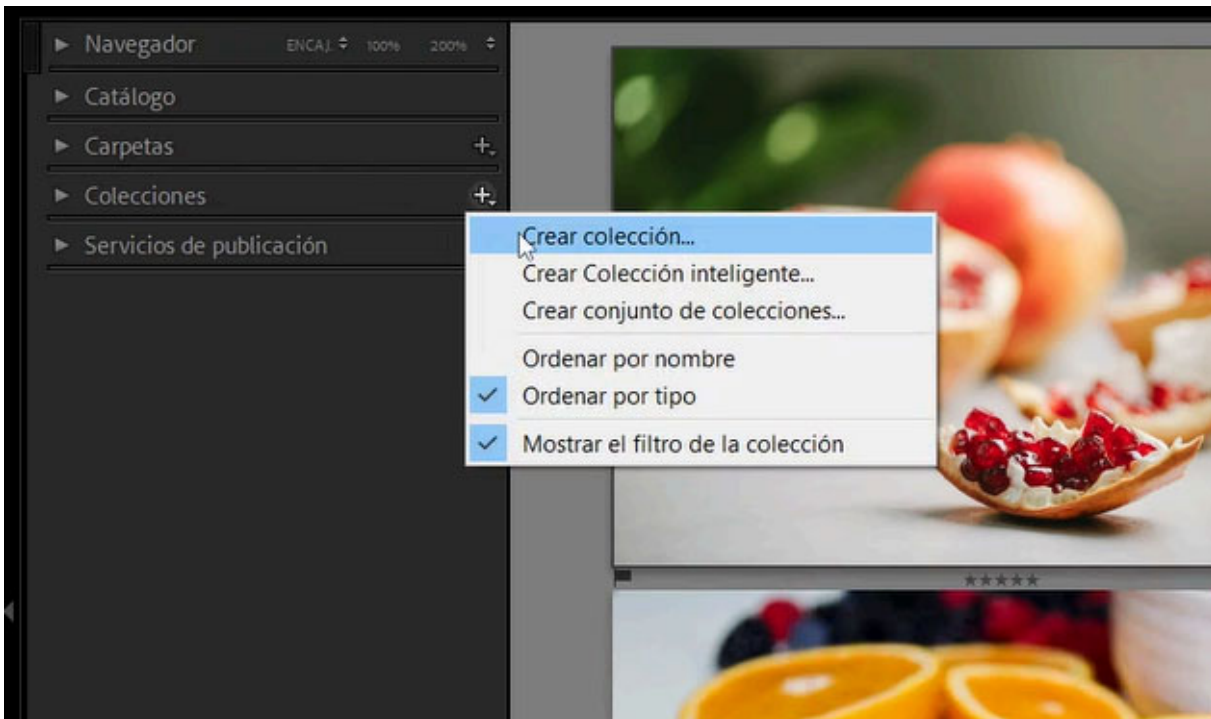 Navegador ENCAJ. 100% 200%
Catálogo
Carpetas
Colecciones
Servicios de publicación
Crear colección...
Crear Colección inteligente...
Crear conjunto de colecciones...
Ordenar por nombre
Ordenar por tipo
Mostrar el filtro de la colección